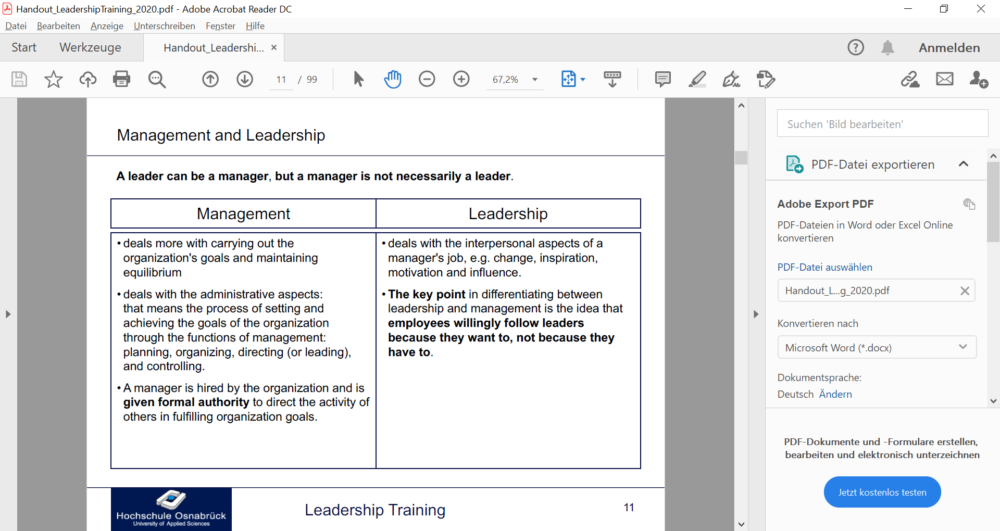 Handout_LeadershipTraining_2020.pdf - Adobe Acrobat Reader DC
Datei Bearbeiten Anzeige Unterschreiben Fenster Hilfe
Start Werkzeuge Handout_Leadershi... × ? Anmelden
11 / 99 67,2%
Management and Leadership
A leader can be a manager, but a manager is not necessarily a leader.
Management
• deals more with carrying out the
organization's goals and maintaining
equilibrium
• deals with the administrative aspects:
that means the process of setting and
achieving the goals of the organization
through the functions of management:
planning, organizing, directing (or leading),
and controlling.
• A manager is hired by the organization and is
given formal authority to direct the activity of
others in fulfilling organization goals.
Leadership
• deals with the interpersonal aspects of a
manager's job, e.g. change, inspiration,
motivation and influence.
• The key point in differentiating between
leadership and management is the idea that
employees willingly follow leaders
because they want to, not because they
have to.
Hochschule Osnabrück
University of Applied Sciences
Leadership Training
11
Suchen 'Bild bearbeiten'
PDF-Datei exportieren
Adobe Export PDF
PDF-Dateien in Word oder Excel Online
konvertieren
PDF-Datei auswählen
Handout_L...g_2020.pdf
Konvertieren nach
Microsoft Word (*.docx)
Dokumentsprache:
Deutsch Ändern
PDF-Dokumente und -Formulare erstellen,
bearbeiten und elektronisch unterzeichnen
Jetzt kostenlos testen